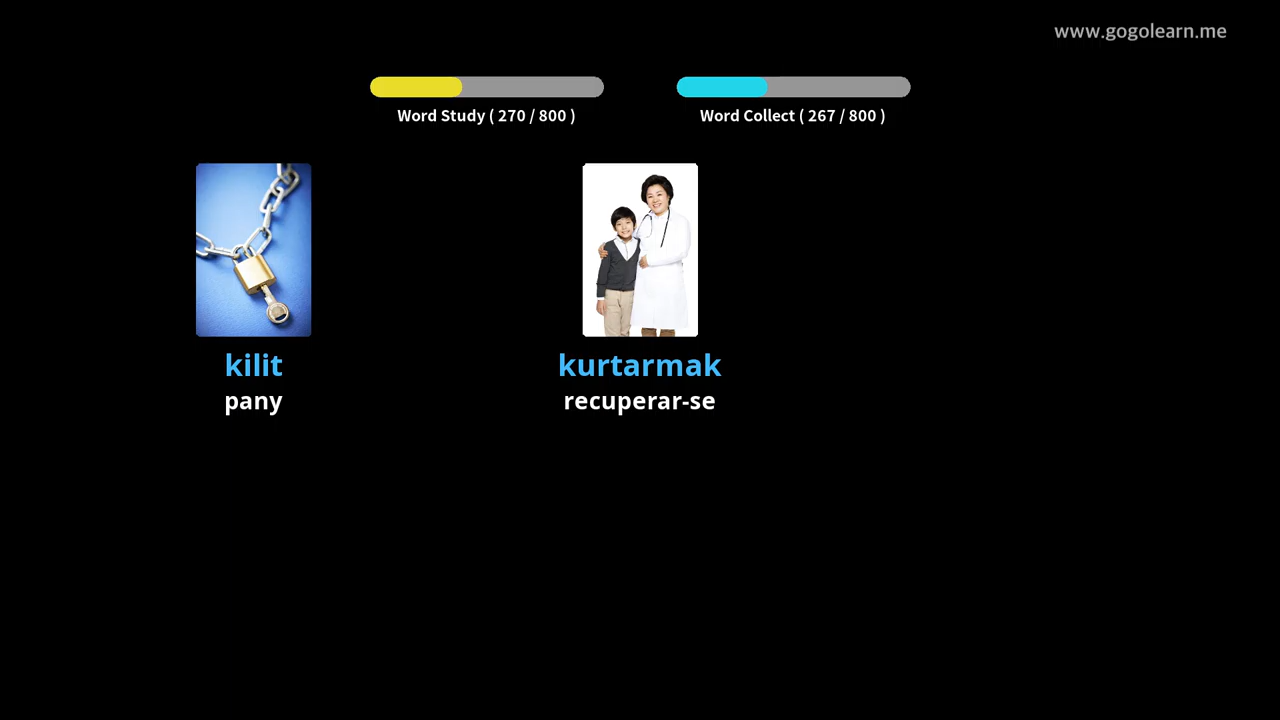 www.gogolearn.me
Word Study ( 270 / 800 )
Word Collect ( 267 / 800 )
kilit
pany
kurtarmak
recuperar-se